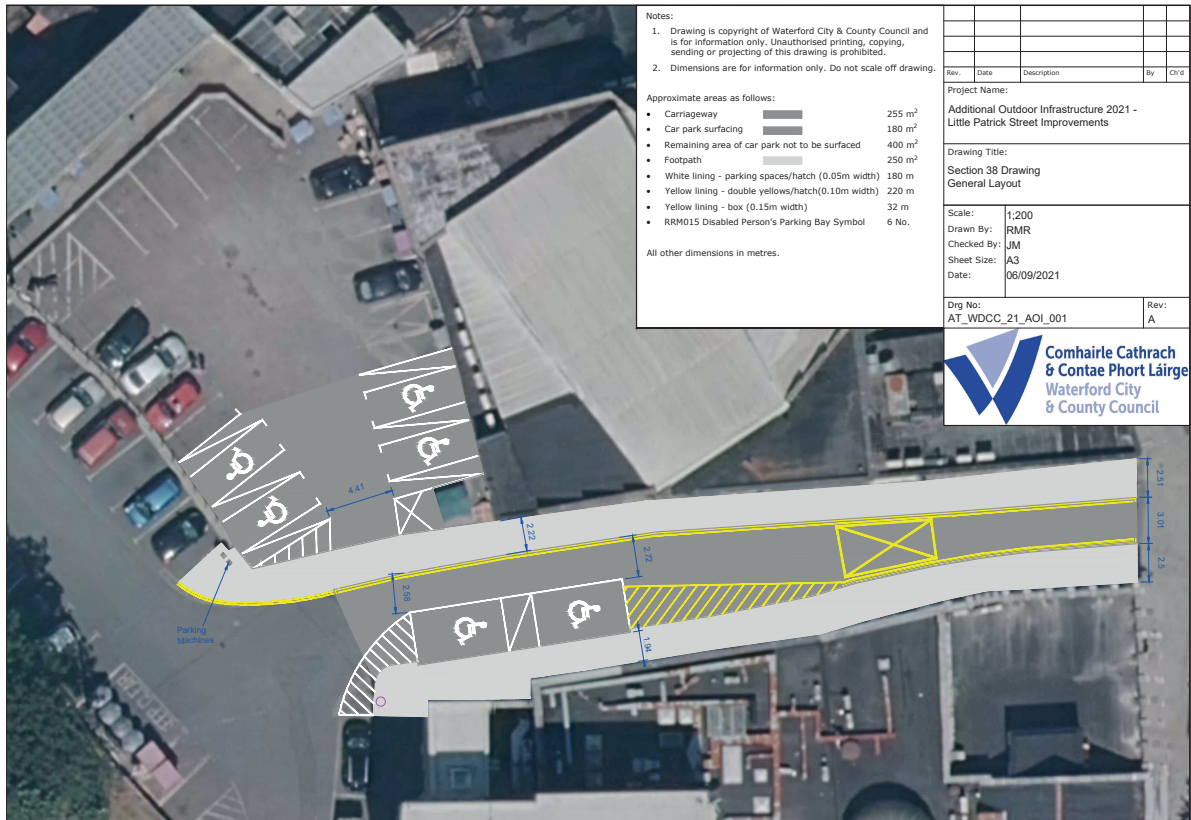 Notes:
1. Drawing is copyright of Waterford City & County Council and
is for information only. Unauthorised printing, copying,
sending or projecting of this drawing is prohibited.
2. Dimensions are for information only. Do not scale off drawing.
Approximate areas as follows:
• Carriageway 255 m²
• Car park surfacing 180 m²
• Remaining area of car park not to be surfaced 400 m²
• Footpath 250 m²
• White lining - parking spaces/hatch (0.05m width) 180 m
• Yellow lining - double yellows/hatch(0.10m width) 220 m
• Yellow lining - box (0.15m width) 32 m
• RRM015 Disabled Person's Parking Bay Symbol 6 No.
All other dimensions in metres.
Rev. Date Description By Ch'd
Project Name:
Additional Outdoor Infrastructure 2021 -
Little Patrick Street Improvements
Drawing Title:
Section 38 Drawing
General Layout
Scale: 1;200
Drawn By: RMR
Checked By: JM
Sheet Size: A3
Date: 06/09/2021
Drg No: Rev:
AT_WDCC_21_AOI_001 A
Comhairle Cathrach
& Contae Phort Láirge
Waterford City
& County Council
4.41
2.22
2.72
2.58
1.94
2.51
3.01
2.5
Parking
Machines